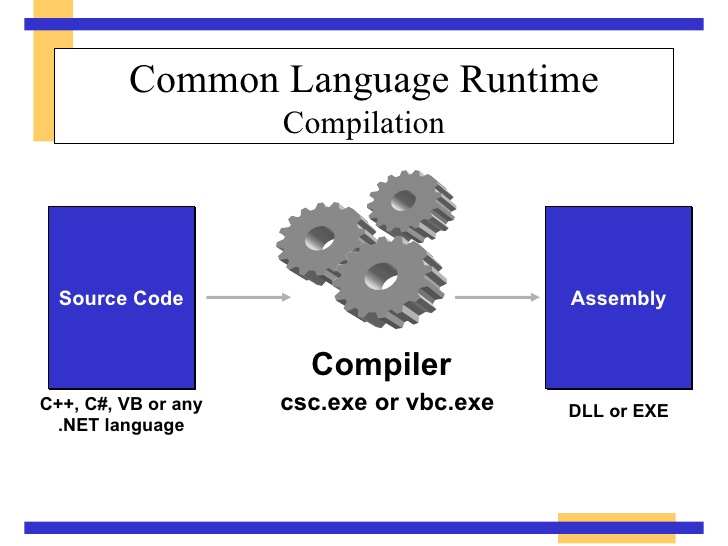 Common Language Runtime
Compilation
Source Code
Assembly
Compiler
csc.exe or vbc.exe
C++, C#, VB or any
.NET language
DLL or EXE